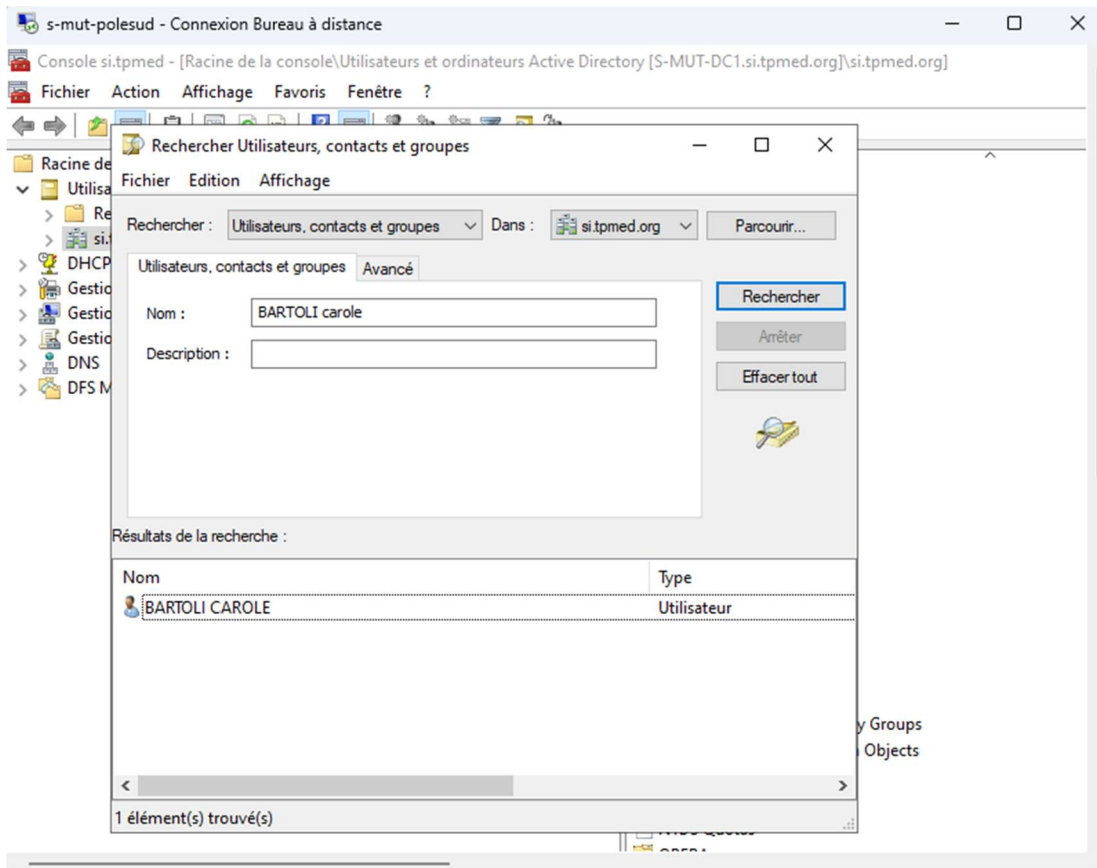 s-mut-polesud - Connexion Bureau à distance
Console si.tpmed - [Racine de la console\Utilisateurs et ordinateurs Active Directory [S-MUT-DC1.si.tpmed.org]\si.tpmed.org]
Fichier Action Affichage Favoris Fenêtre ?
Rechercher Utilisateurs, contacts et groupes
Racine de
Fichier Edition Affichage
Utilisa
Re
Rechercher : Utilisateurs, contacts et groupes Dans : si.tpmed.org Parcourir...
si.
DHCP
Utilisateurs, contacts et groupes Avancé
Gestio
Rechercher
Gestio
Nom : BARTOLI carole
Gestio
Arrêter
DNS
Description :
Effacer tout
DFS M
Résultats de la recherche :
Nom Type
BARTOLI CAROLE Utilisateur
y Groups
Objects
1 élément(s) trouvé(s)